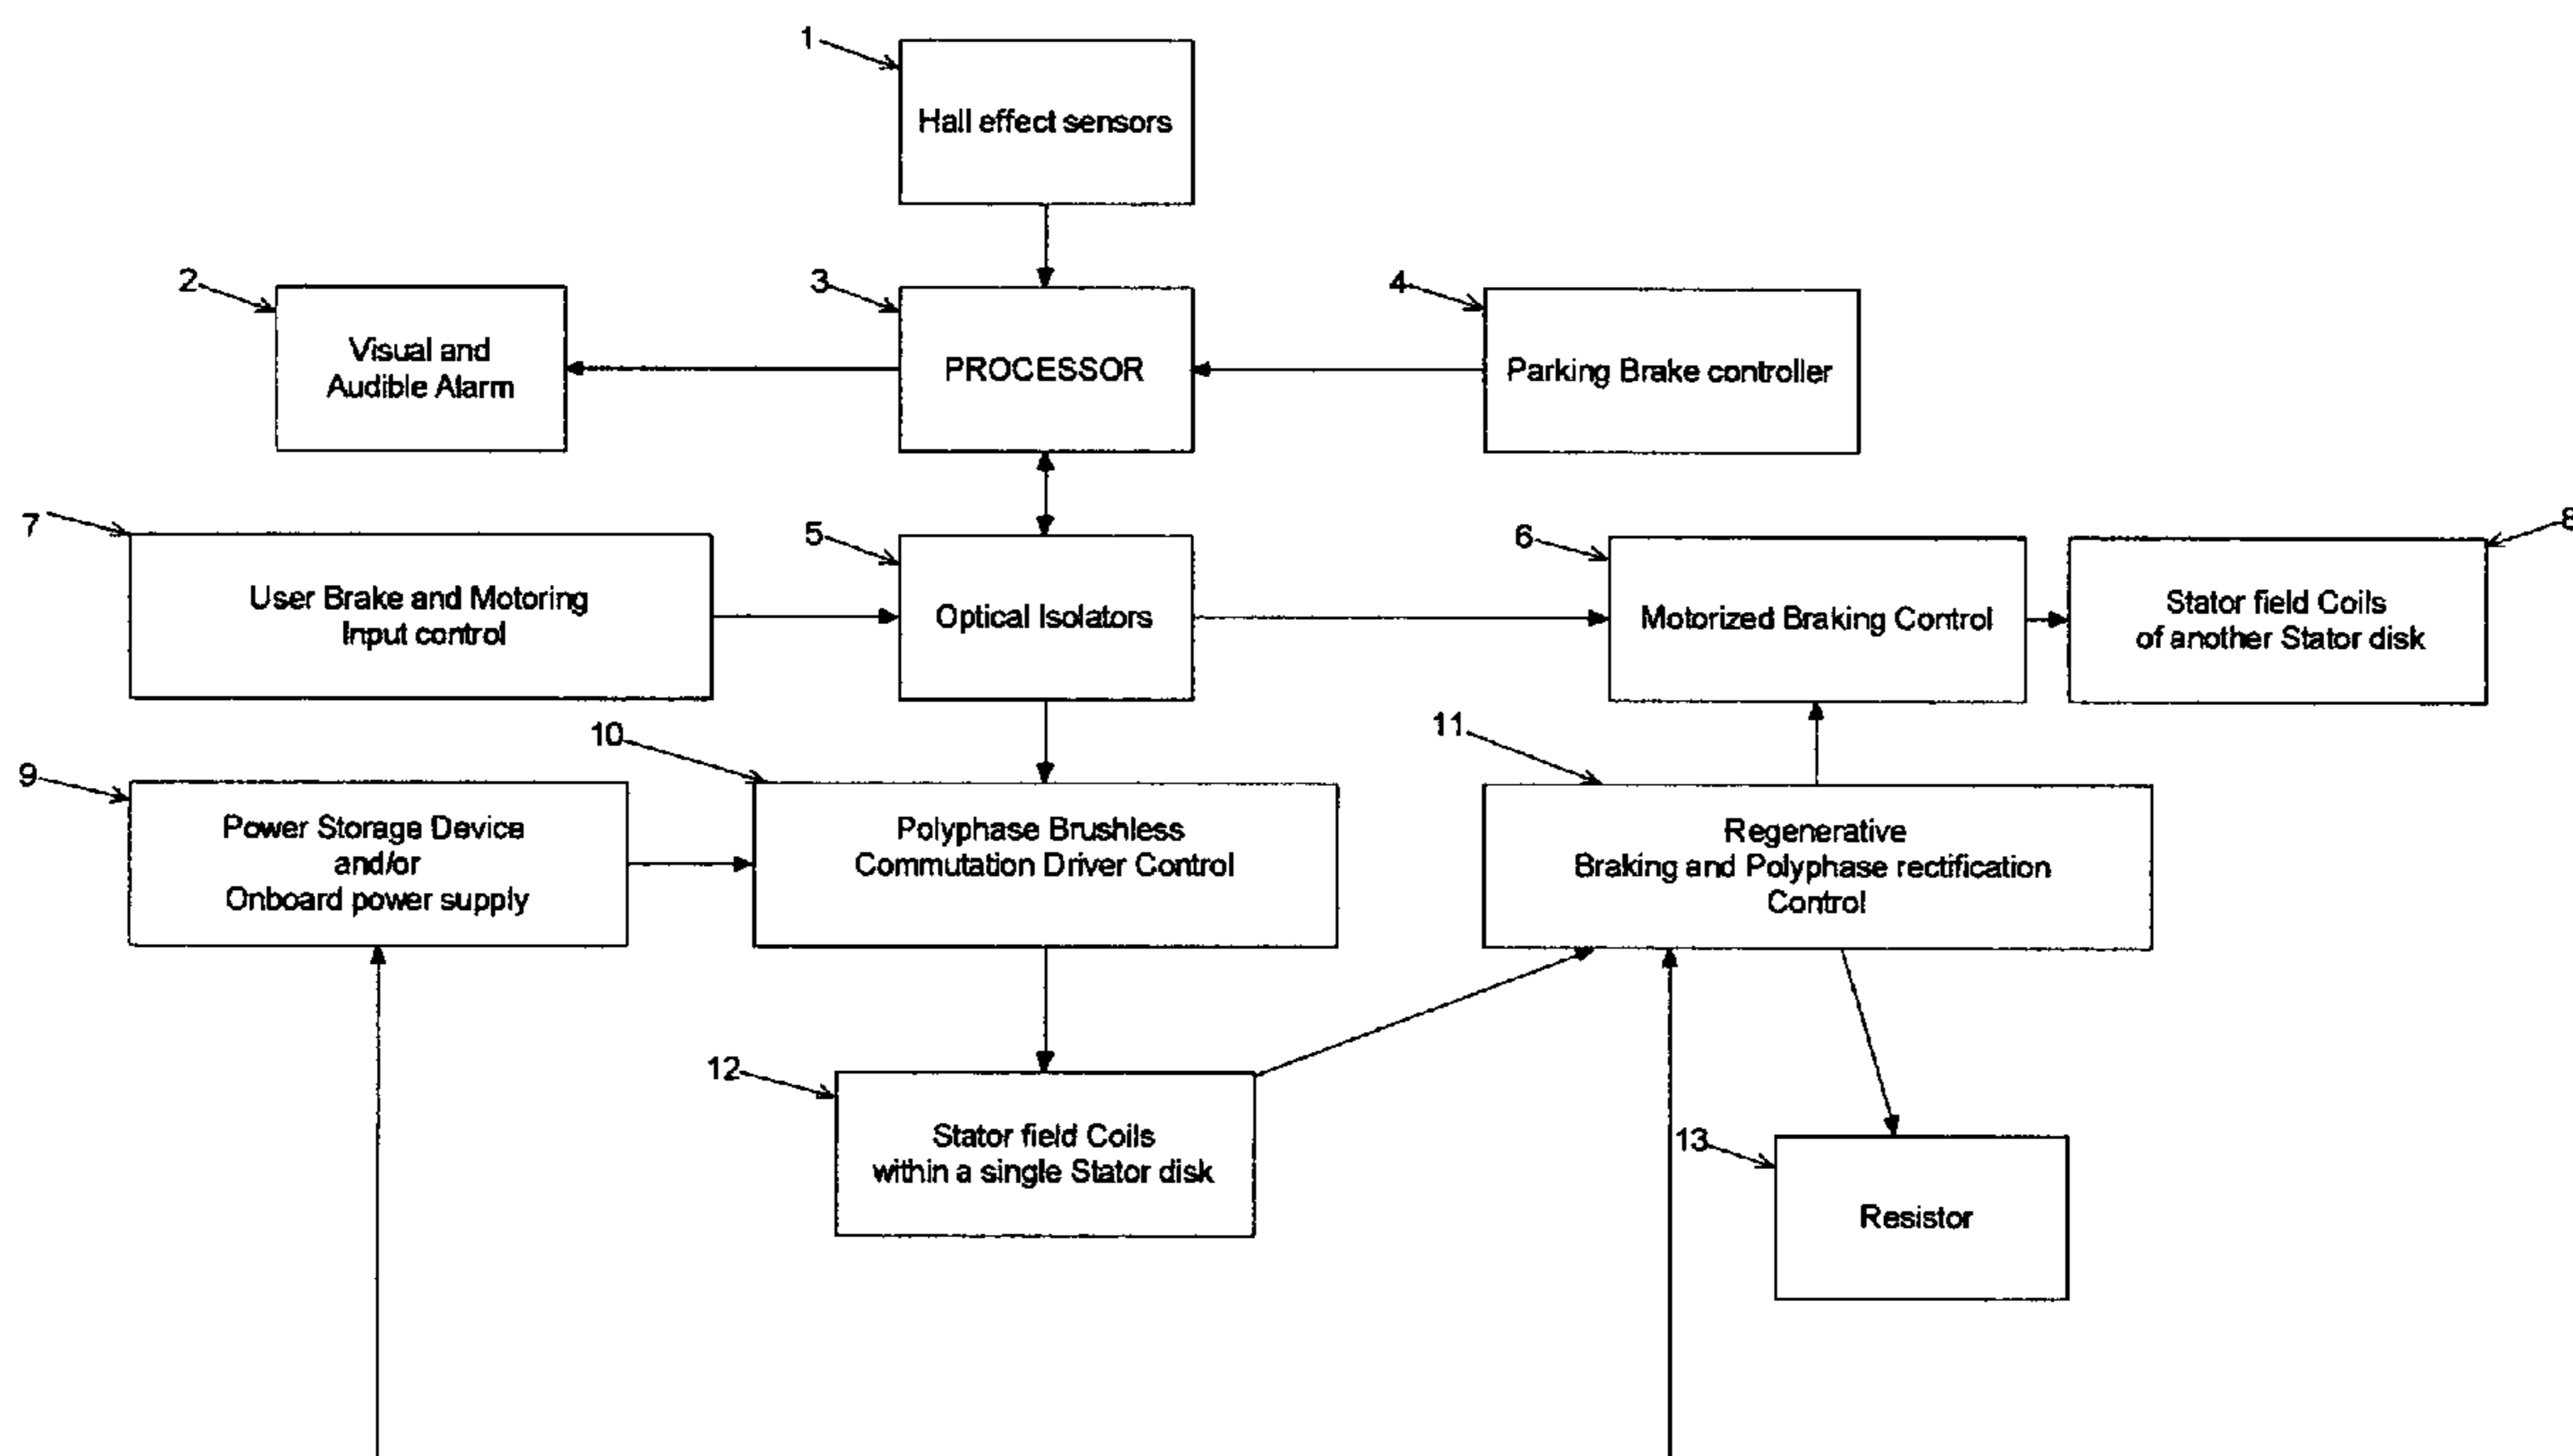 1
Hall effect sensors
2
Visual and
Audible Alarm
3
PROCESSOR
4
Parking Brake controller
7
User Brake and Motoring
Input control
5
Optical Isolators
6
Motorized Braking Control
8
Stator field Coils
of another Stator disk
9
Power Storage Device
and/or
Onboard power supply
10
Polyphase Brushless
Commutation Driver Control
11
Regenerative
Braking and Polyphase rectification
Control
12
Stator field Coils
within a single Stator disk
13
Resistor